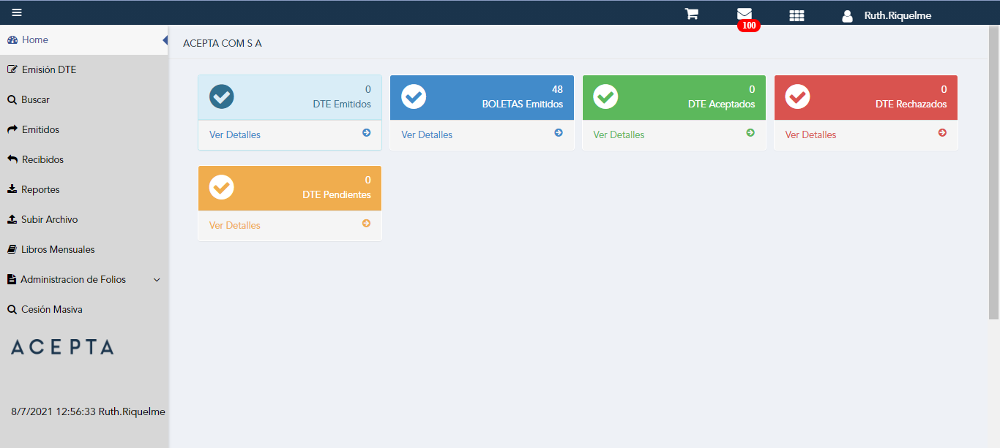 100
Ruth.Riquelme
Home
Emisión DTE
Buscar
Emitidos
Recibidos
Reportes
Subir Archivo
Libros Mensuales
Administracion de Folios
Cesión Masiva
ACEPTA
8/7/2021 12:56:33 Ruth.Riquelme
ACEPTA COM S A
0
DTE Emitidos
Ver Detalles
48
BOLETAS Emitidos
Ver Detalles
0
DTE Aceptados
Ver Detalles
0
DTE Rechazados
Ver Detalles
0
DTE Pendientes
Ver Detalles